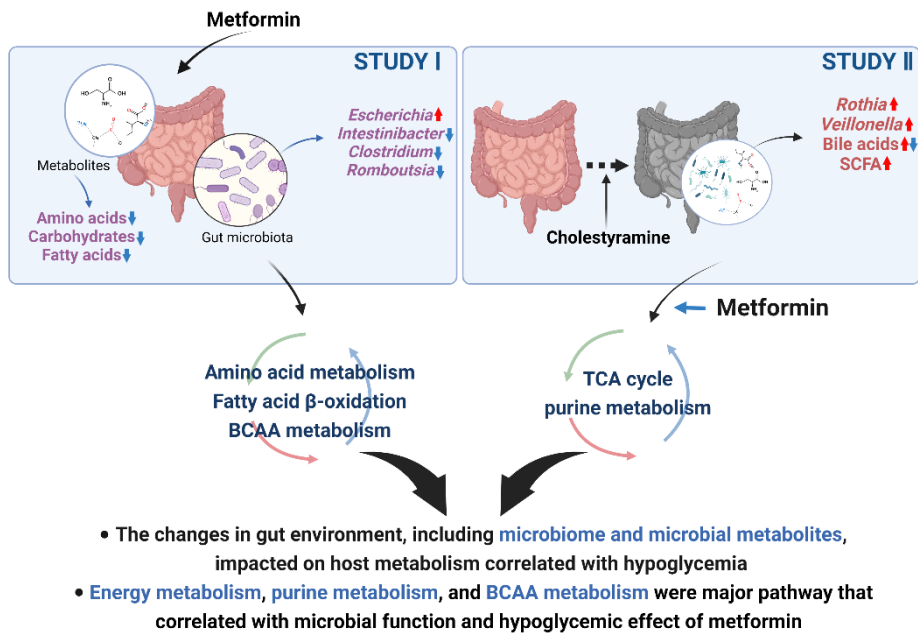 Metformin
STUDY Ⅰ
Metabolites
Amino acids
Carbohydrates
Fatty acids
Gut microbiota
Escherichia
Intestinibacter
Clostridium
Romboutsia
STUDY Ⅱ
Cholestyramine
Rothia
Veillonella
Bile acids
SCFA
Metformin
Amino acid metabolism
Fatty acid β-oxidation
BCAA metabolism
TCA cycle
purine metabolism
• The changes in gut environment, including microbiome and microbial metabolites,
impacted on host metabolism correlated with hypoglycemia
• Energy metabolism, purine metabolism, and BCAA metabolism were major pathway that
correlated with microbial function and hypoglycemic effect of metformin